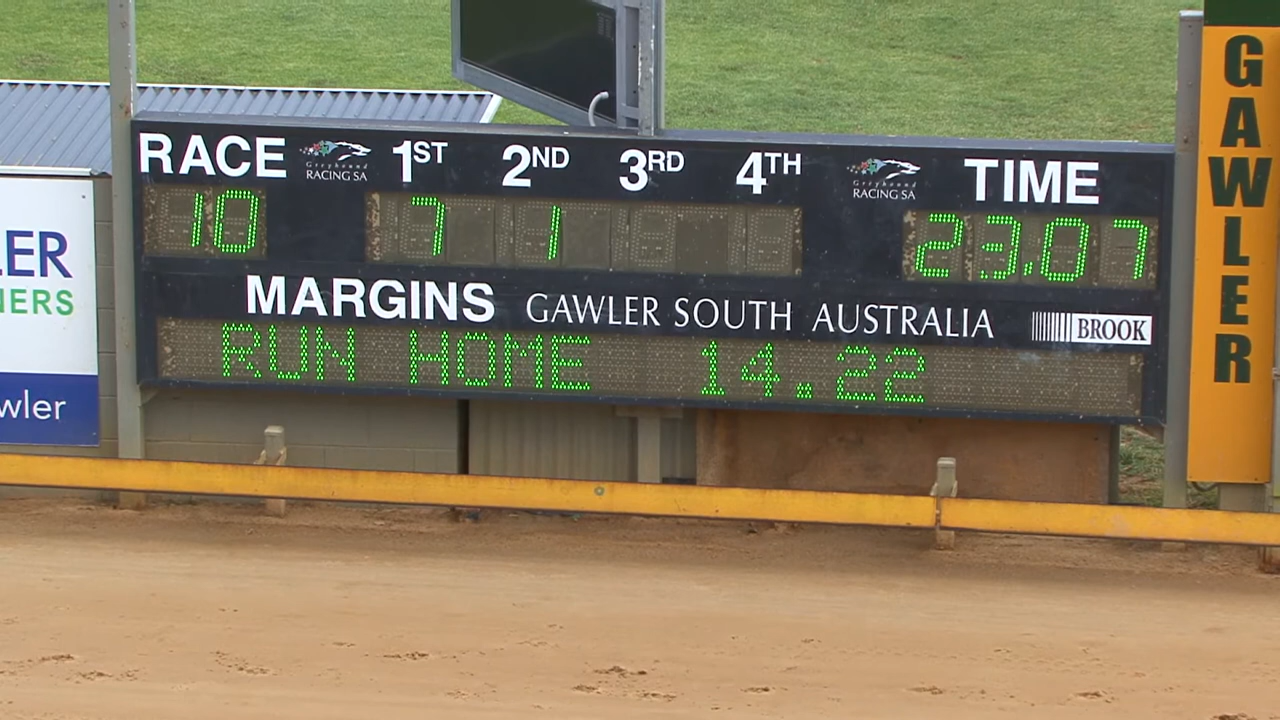 RACE
Greyhound
RACING SA
1ST
2ND
3RD
4TH
Greyhound
RACING SA
TIME
10
7
1
23.07
MARGINS
GAWLER SOUTH AUSTRALIA
BROOK
RUN HOME 14.22
GAWLER
LER
NERS
wler